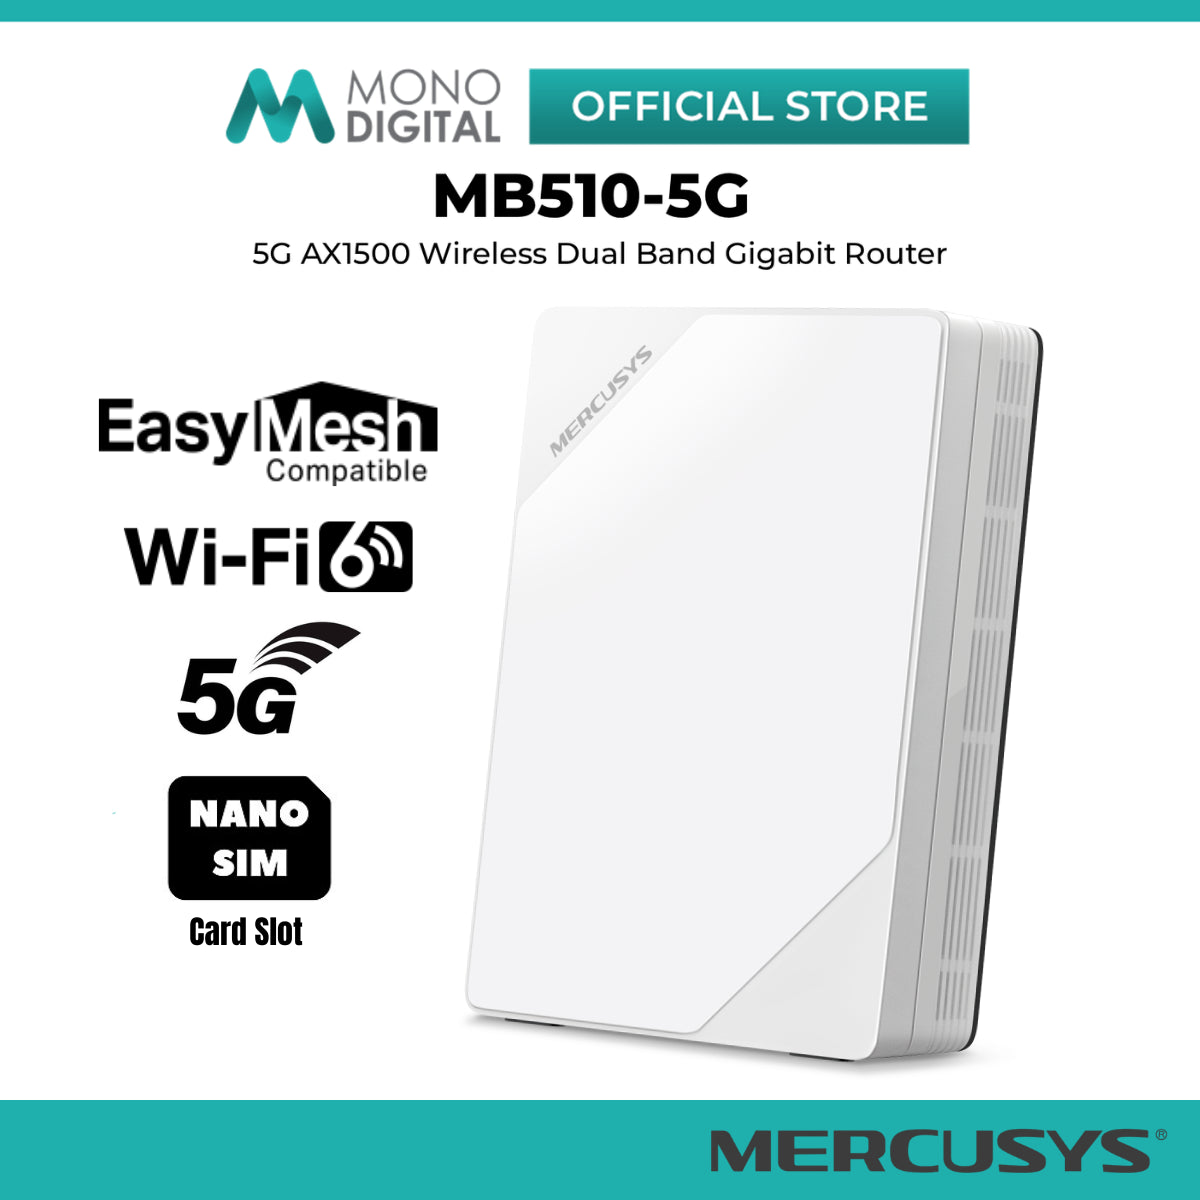 MONO
DIGITAL
OFFICIAL STORE
MB510-5G
5G AX1500 Wireless Dual Band Gigabit Router
MERCUSYS
EasyMesh
Compatible
Wi-Fi 6
5G
NANO
SIM
Card Slot
MERCUSYS®